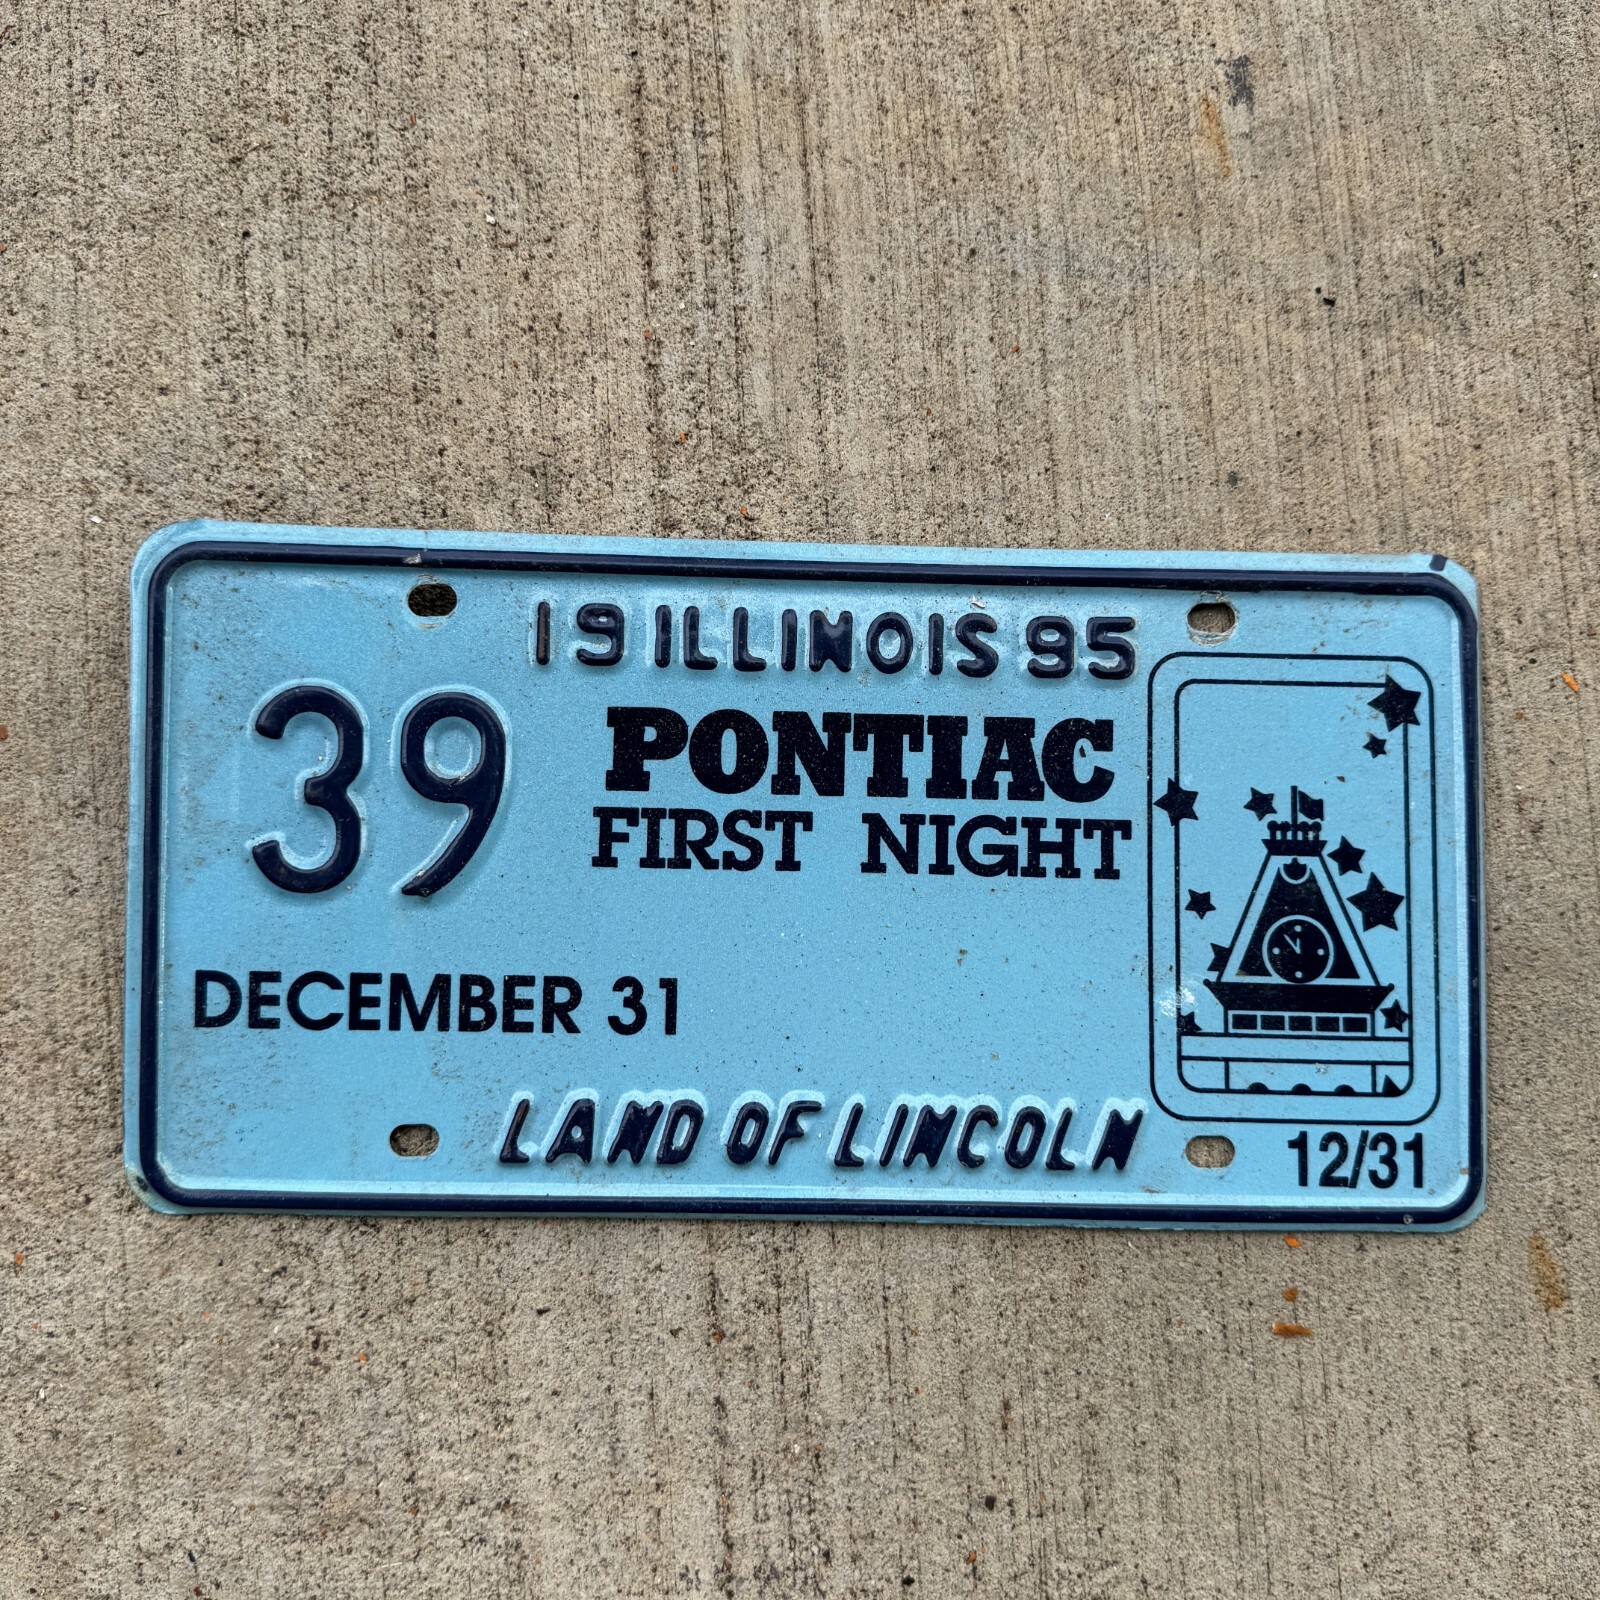 19 ILLINOIS 95
39
PONTIAC
FIRST NIGHT
DECEMBER 31
LAND OF LINCOLN
12/31